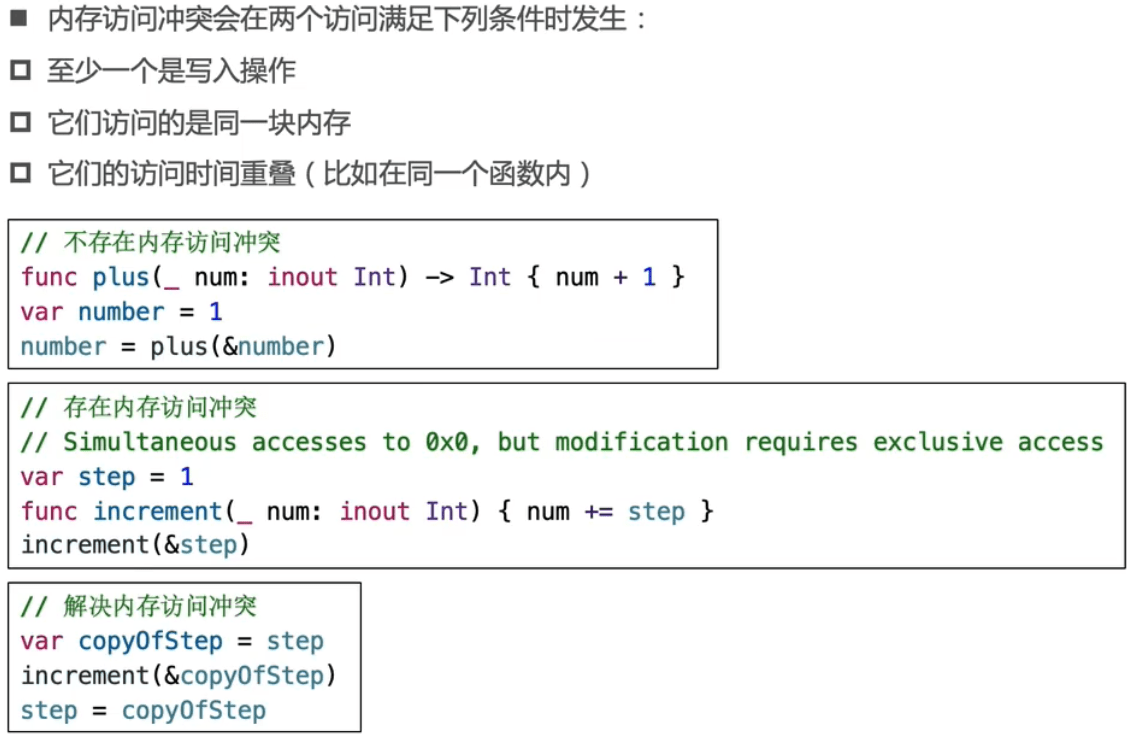 ■ 内存访问冲突会在两个访问满足下列条件时发生：
□ 至少一个是写入操作
□ 它们访问的是同一块内存
□ 它们的访问时间重叠（比如在同一个函数内）
// 不存在内存访问冲突
func plus(_ num: inout Int) -> Int { num + 1 }
var number = 1
number = plus(&number)
// 存在内存访问冲突
// Simultaneous accesses to 0x0, but modification requires exclusive access
var step = 1
func increment(_ num: inout Int) { num += step }
increment(&step)
// 解决内存访问冲突
var copyOfStep = step
increment(&copyOfStep)
step = copyOfStep